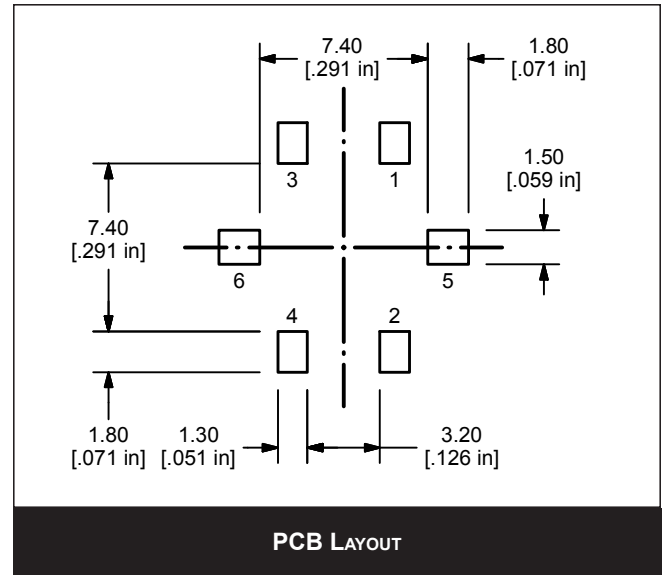 7.40
[.291 in]
1.80
[.071 in]
3
1
1.50
[.059 in]
7.40
[.291 in]
6
5
4
2
1.80
[.071 in]
1.30
[.051 in]
3.20
[.126 in]
PCB LAYOUT